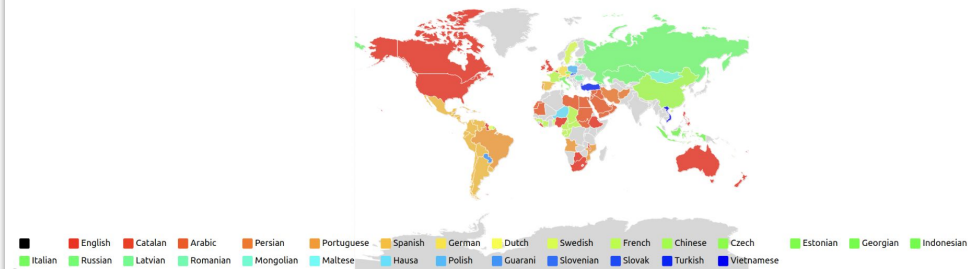 English Catalan Arabic Persian Portuguese Spanish German Dutch Swedish French Chinese Czech Estonian Georgian Indonesian
Italian Russian Latvian Romanian Mongolian Maltese Hausa Polish Guarani Slovenian Slovak Turkish Vietnamese